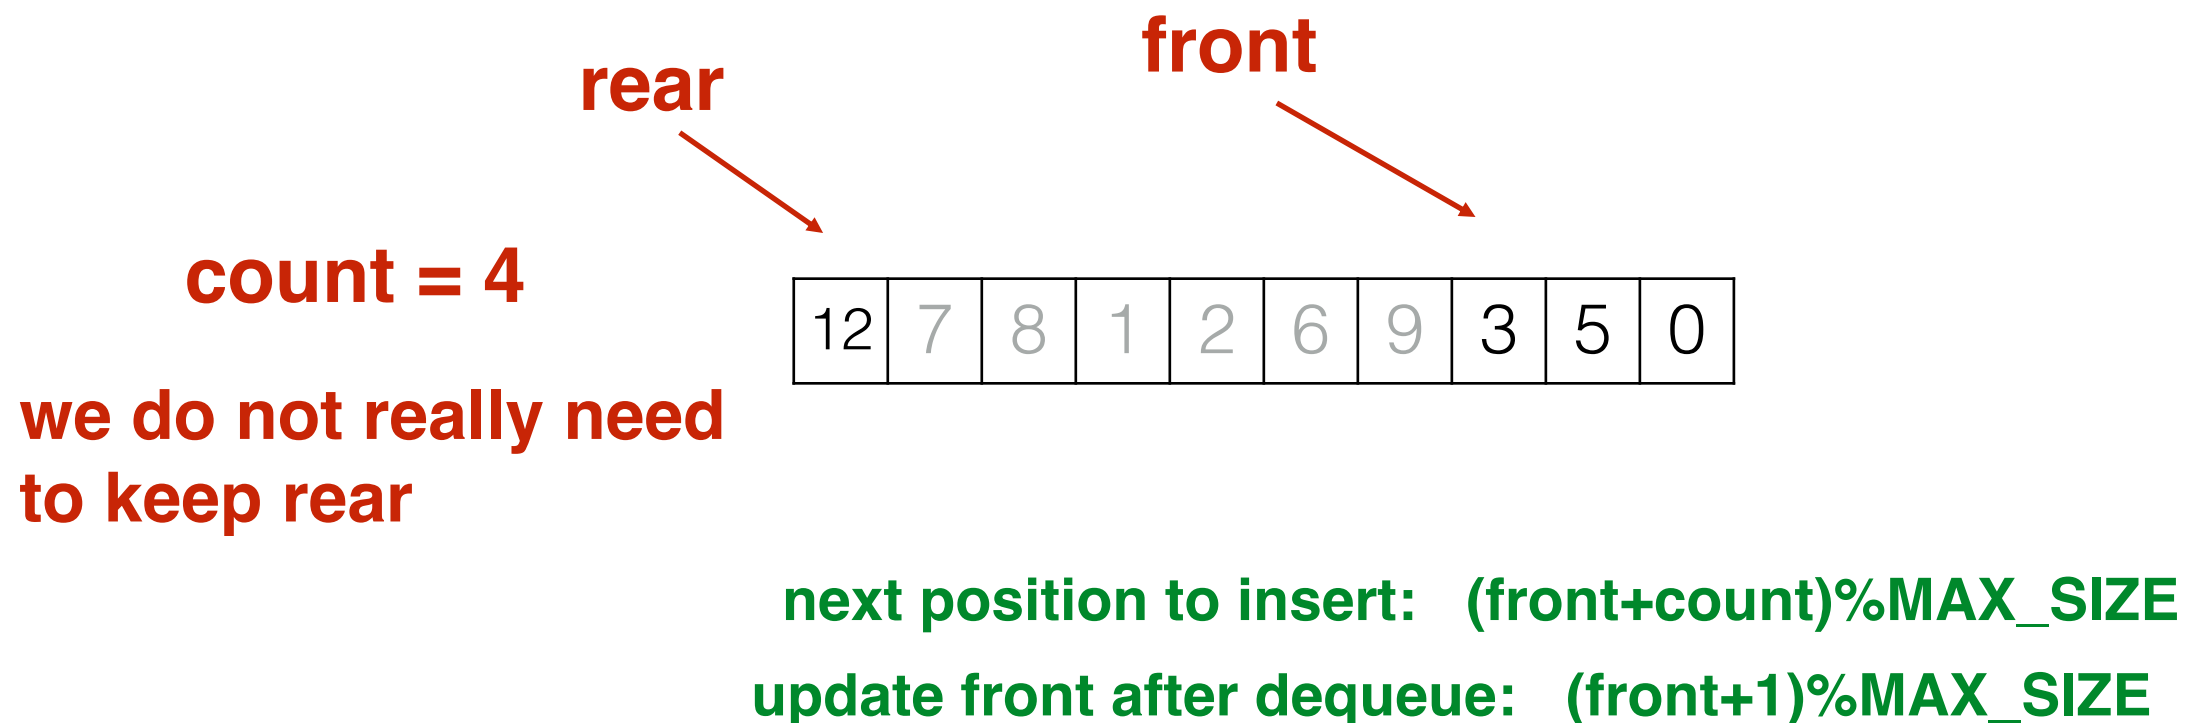 front
rear
count = 4
12 7 8 1 2 6 9 3 5 0
we do not really need
to keep rear
next position to insert: (front+count)%MAX_SIZE
update front after dequeue: (front+1)%MAX_SIZE